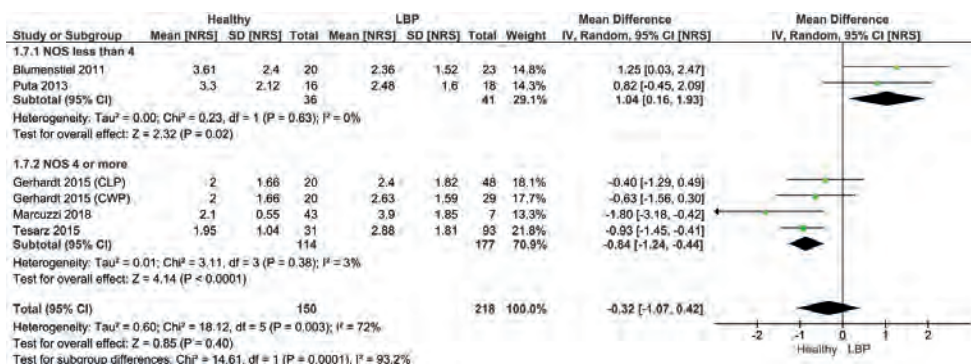 Healthy LBP Mean Difference Mean Difference
Study or Subgroup Mean [NRS] SD [NRS] Total Mean [NRS] SD [NRS] Total Weight IV, Random, 95% CI [NRS] IV, Random, 95% CI [NRS]
1.7.1 NOS less than 4
Blumenstiel 2011 3.61 2.4 20 2.36 1.52 23 14.8% 1.25 [0.03, 2.47]
Puta 2013 3.3 2.12 16 2.48 1.6 18 14.3% 0.82 [-0.45, 2.09]
Subtotal (95% CI) 36 41 29.1% 1.04 [0.16, 1.93]
Heterogeneity: Tau² = 0.00; Chi² = 0.23, df = 1 (P = 0.63); I² = 0%
Test for overall effect: Z = 2.32 (P = 0.02)
1.7.2 NOS 4 or more
Gerhardt 2015 (CLP) 2 1.66 20 2.4 1.82 48 18.1% -0.40 [-1.29, 0.49]
Gerhardt 2015 (CWP) 2 1.66 20 2.63 1.59 29 17.7% -0.63 [-1.56, 0.30]
Marcuzzi 2018 2.1 0.55 43 3.9 1.85 7 13.3% -1.80 [-3.18, -0.42]
Tesarz 2015 1.95 1.04 31 2.88 1.81 93 21.8% -0.93 [-1.45, -0.41]
Subtotal (95% CI) 114 177 70.9% -0.84 [-1.24, -0.44]
Heterogeneity: Tau² = 0.01; Chi² = 3.11, df = 3 (P = 0.38); I² = 3%
Test for overall effect: Z = 4.14 (P < 0.0001)
Total (95% CI) 150 218 100.0% -0.32 [-1.07, 0.42]
Heterogeneity: Tau² = 0.60; Chi² = 18.12, df = 5 (P = 0.003); I² = 72%
Test for overall effect: Z = 0.85 (P = 0.40)
Test for subgroup differences: Chi² = 14.61, df = 1 (P = 0.0001), I² = 93.2%
-2 -1 0 1 2
Healthy LBP